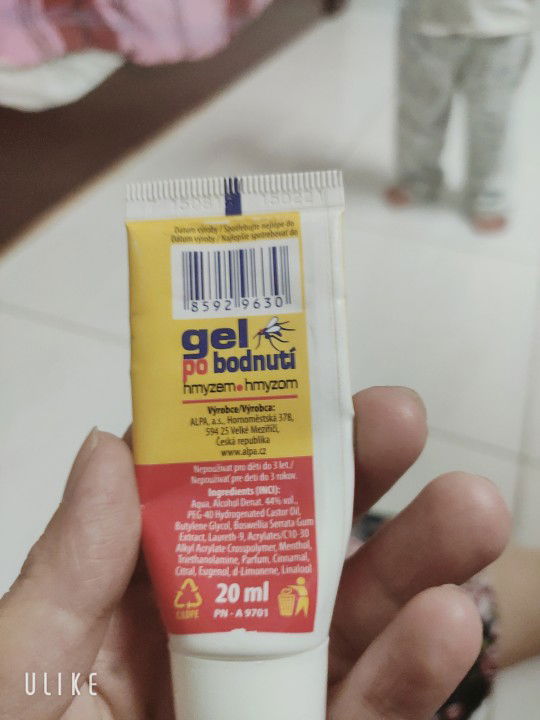 Datum výroby / Spotřebujte nejlépe do
Dátum výroby / Najlepšie spotrebovať do
8592 9630
gel
po bodnutí
hmyzem • hmyzom
Výrobce/Výrobca:
ALPA, a.s., Hornoměstská 378,
594 25 Velké Meziříčí,
Česká republika
www.alpa.cz
Nepoužívat pro děti do 3 let./
Nepoužívať pre deti do 3 rokov.
Ingredients (INCI):
Aqua, Alcohol Denat. 44% vol.,
PEG-40 Hydrogenated Castor Oil,
Butylene Glycol, Boswellia Serrata Gum
Extract, Laureth-9, Acrylates/C10-30
Alkyl Acrylate Crosspolymer, Menthol,
Triethanolamine, Parfum, Cinnamal,
Citral, Eugenol, d-Limonene, Linalool
20 ml
PN - A 9701
ULIKE